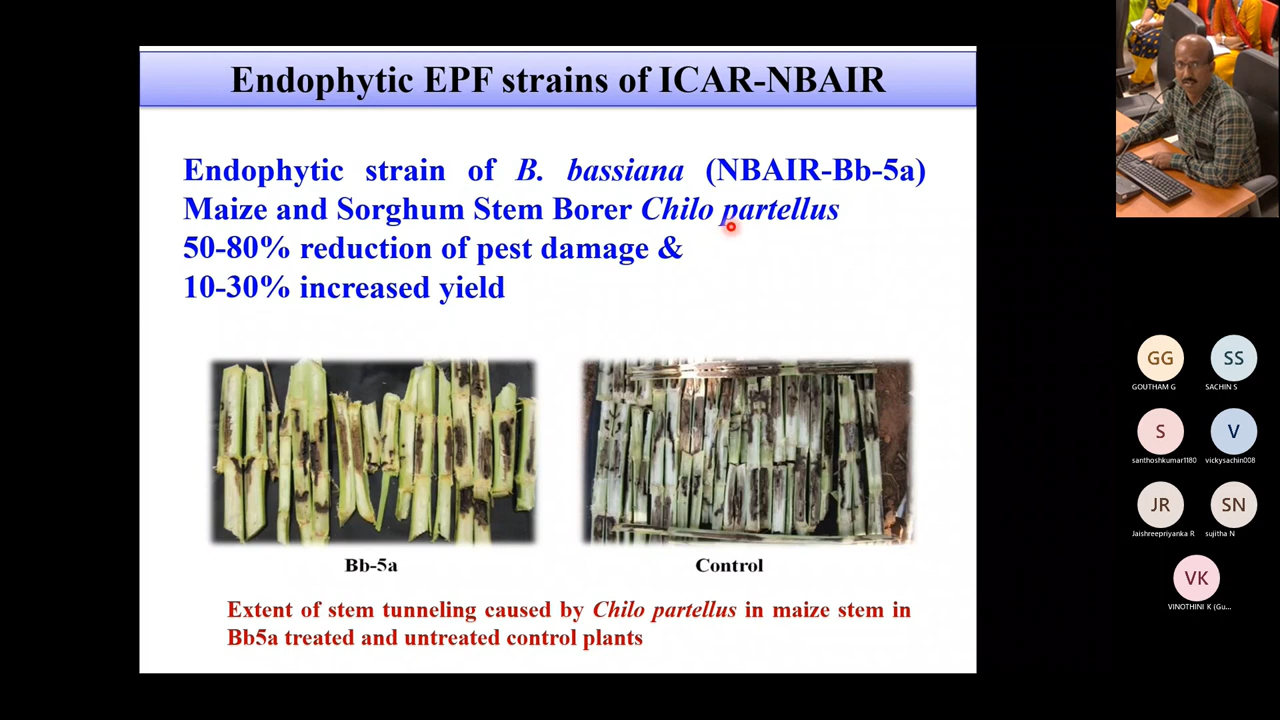 Endophytic EPF strains of ICAR-NBAIR
Endophytic strain of B. bassiana (NBAIR-Bb-5a)
Maize and Sorghum Stem Borer Chilo partellus
50-80% reduction of pest damage &
10-30% increased yield
Bb-5a
Control
Extent of stem tunneling caused by Chilo partellus in maize stem in
Bb5a treated and untreated control plants
GG
SS
GOUTHAM G
SACHIN S
S
V
santhoshkumar1180
vickysachin008
JR
SN
Jaishreepriyanka R
sujitha N
VK
VINOTHINI K (Gu...